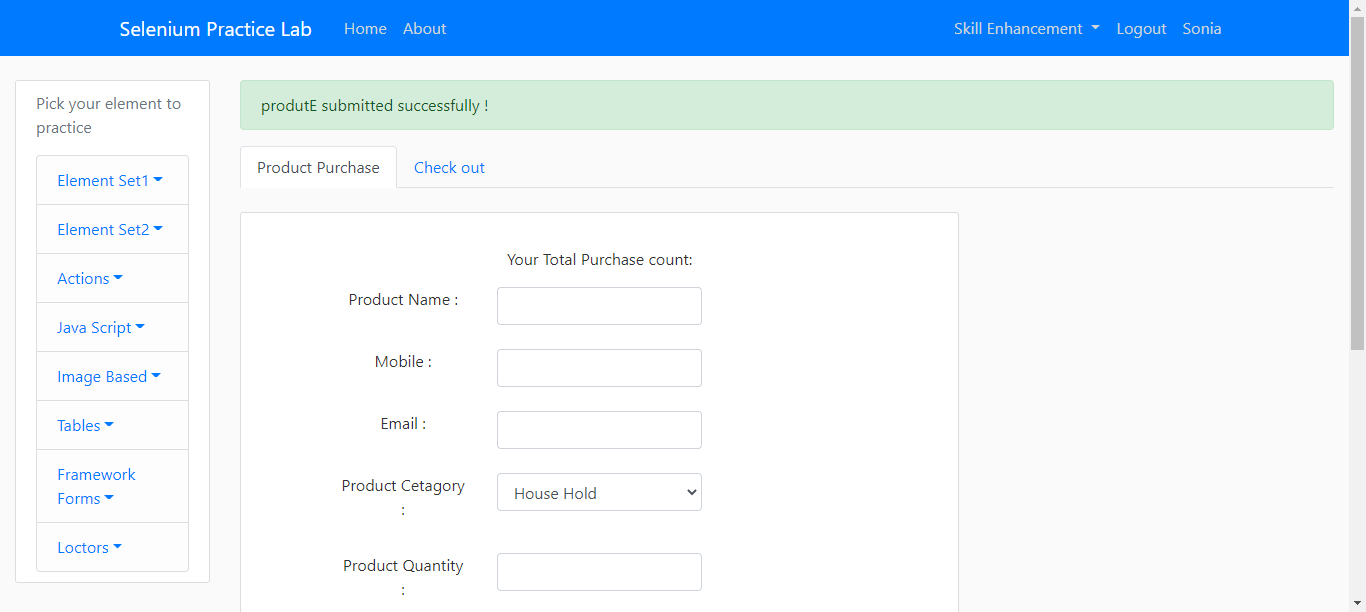 Selenium Practice Lab Home About Skill Enhancement Logout Sonia
Pick your element to
practice
Element Set1
Element Set2
Actions
Java Script
Image Based
Tables
Framework
Forms
Loctors
produtE submitted successfully !
Product Purchase Check out
Your Total Purchase count:
Product Name :
Mobile :
Email :
Product Cetagory
:
House Hold
Product Quantity
: